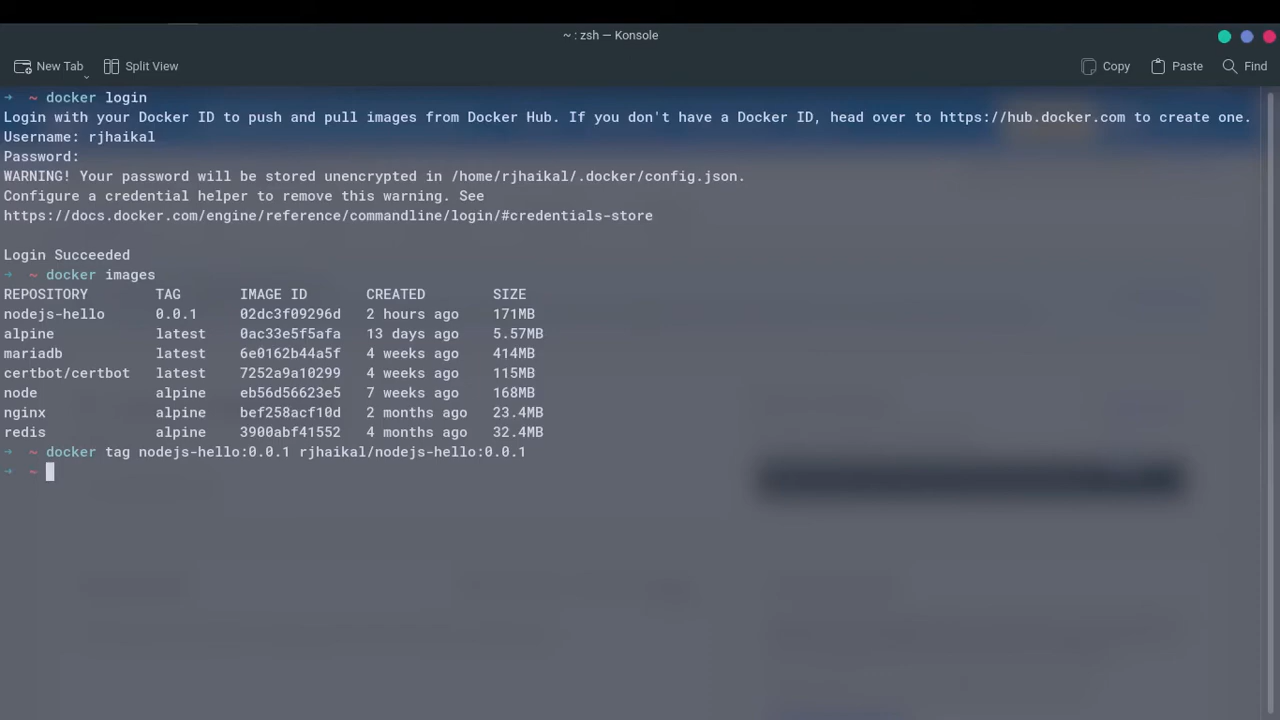 ~ : zsh — Konsole
New Tab Split View Copy Paste Find
➜ ~ docker login
Login with your Docker ID to push and pull images from Docker Hub. If you don't have a Docker ID, head over to https://hub.docker.com to create one.
Username: rjhaikal
Password:
WARNING! Your password will be stored unencrypted in /home/rjhaikal/.docker/config.json.
Configure a credential helper to remove this warning. See
https://docs.docker.com/engine/reference/commandline/login/#credentials-store
Login Succeeded
➜ ~ docker images
REPOSITORY TAG IMAGE ID CREATED SIZE
nodejs-hello 0.0.1 02dc3f09296d 2 hours ago 171MB
alpine latest 0ac33e5f5afa 13 days ago 5.57MB
mariadb latest 6e0162b44a5f 4 weeks ago 414MB
certbot/certbot latest 7252a9a10299 4 weeks ago 115MB
node alpine eb56d56623e5 7 weeks ago 168MB
nginx alpine bef258acf10d 2 months ago 23.4MB
redis alpine 3900abf41552 4 months ago 32.4MB
➜ ~ docker tag nodejs-hello:0.0.1 rjhaikal/nodejs-hello:0.0.1
➜ ~